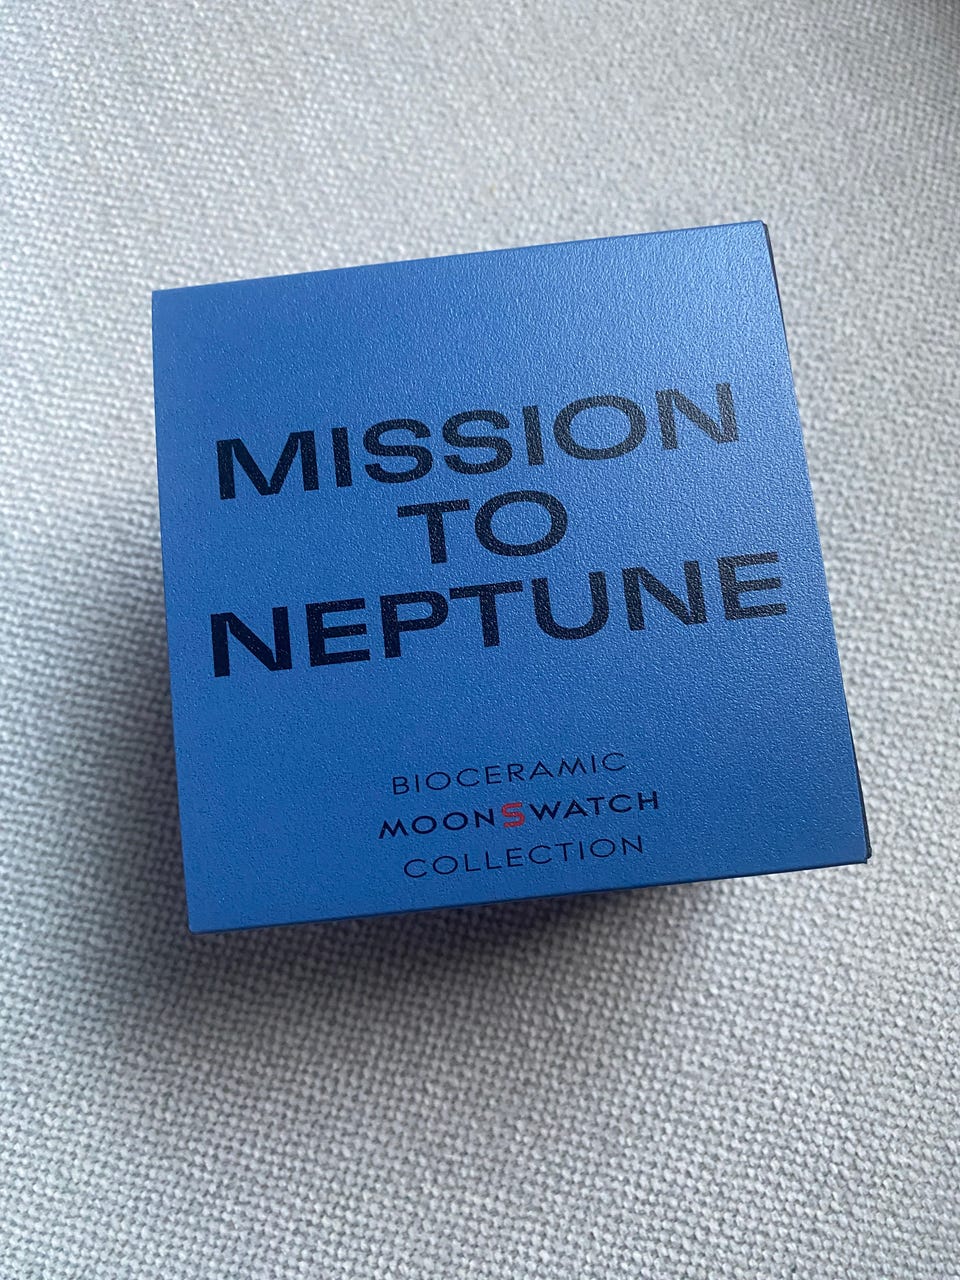 MISSION
TO
NEPTUNE
BIOCERAMIC
MOONSWATCH
COLLECTION